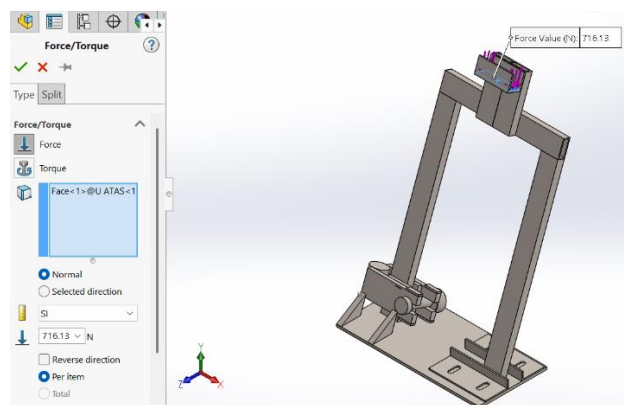 Force/Torque
Type Split
Force/Torque
Force
Torque
Face<1>@U ATAS<1
Normal
Selected direction
SI
716.13 N
Reverse direction
Per item
Total
Force Value (N): 716.13
Y
Z
X